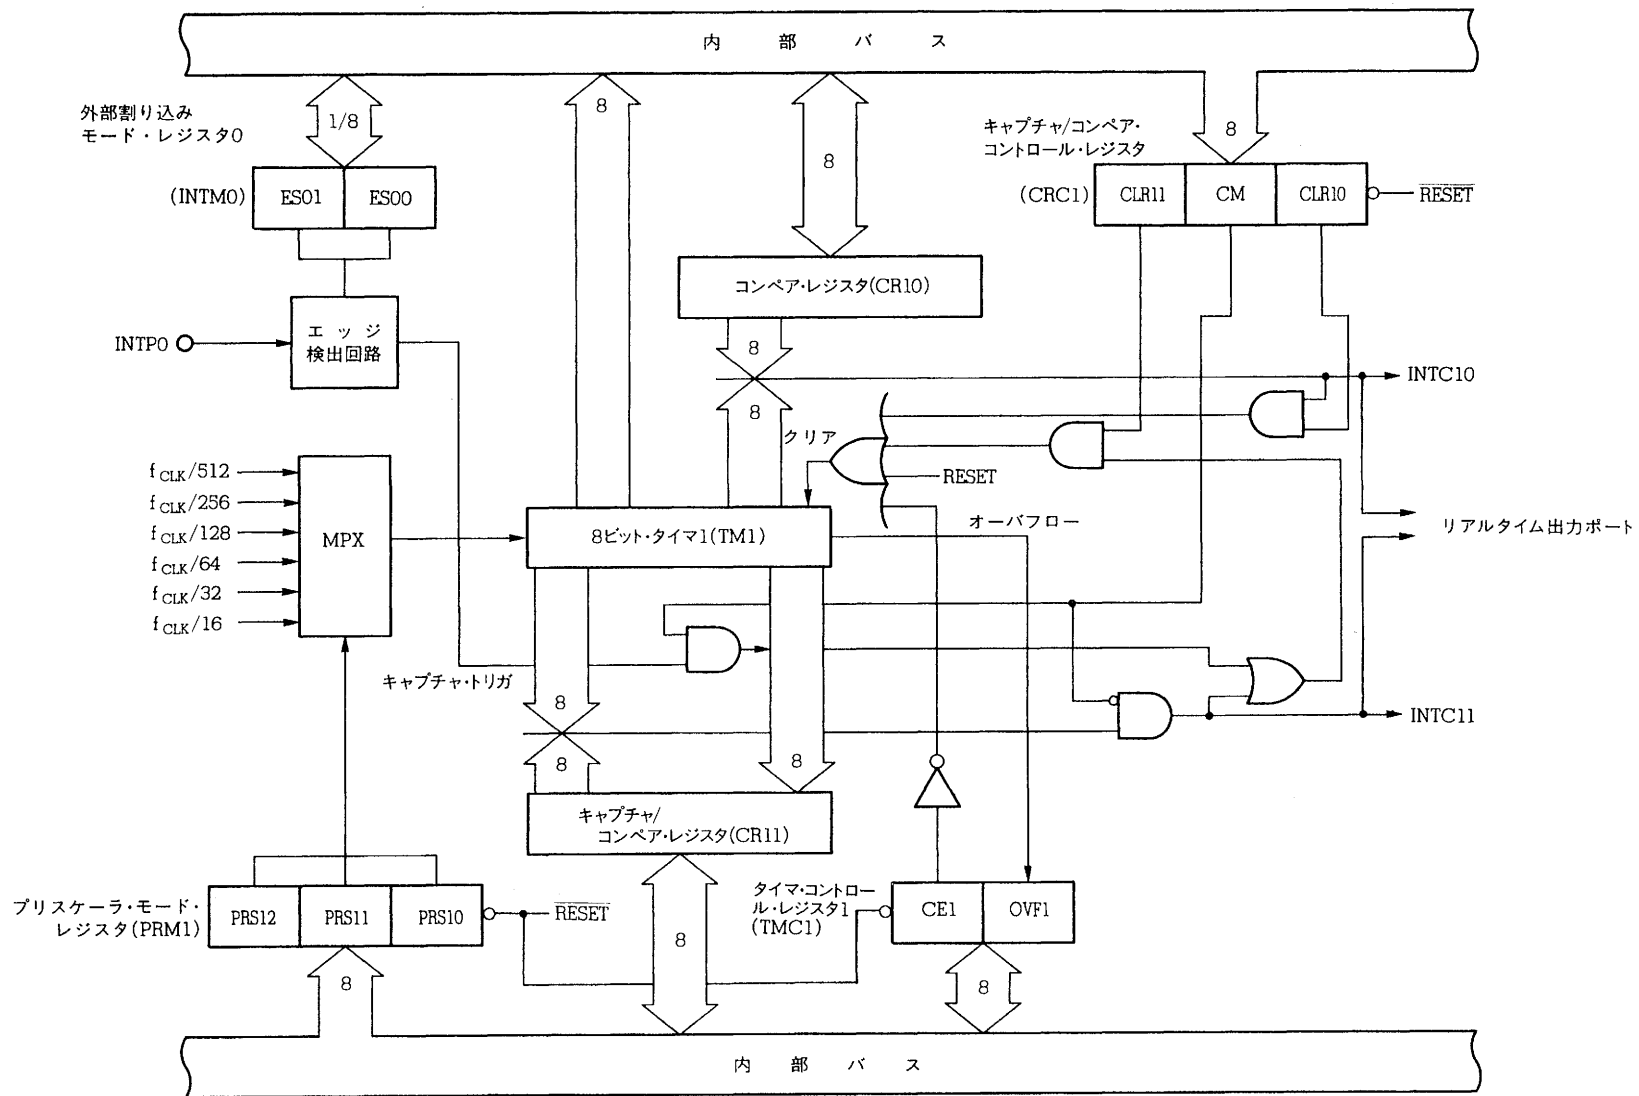 内部バス
外部割り込み
モード・レジスタ0
1/8
8
8
8
キャプチャ/コンペア・
コントロール・レジスタ
(INTM0)
ES01
ES00
(CRC1)
CLR11
CM
CLR10
RESET
コンペア・レジスタ(CR10)
INTP0
エッジ
検出回路
8
INTC10
8
クリア
fCLK/512
fCLK/256
fCLK/128
fCLK/64
fCLK/32
fCLK/16
MPX
RESET
オーバフロー
リアルタイム出力ポート
8ビット・タイマ1(TM1)
キャプチャ・トリガ
8
INTC11
8
8
キャプチャ/
コンペア・レジスタ(CR11)
プリスケーラ・モード・
レジスタ(PRM1)
PRS12
PRS11
PRS10
RESET
タイマ・コントロー
ル・レジスタ1
(TMC1)
CE1
OVF1
8
8
8
内部バス